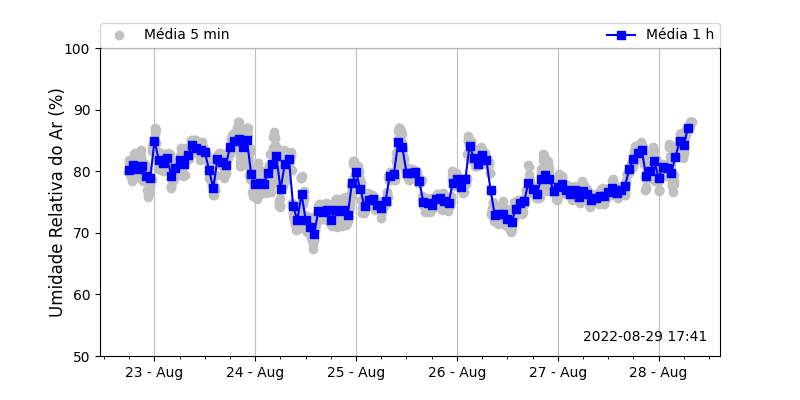 Média 5 min
Média 1 h
Umidade Relativa do Ar (%)
100
90
80
70
60
50
2022-08-29 17:41
23 - Aug
24 - Aug
25 - Aug
26 - Aug
27 - Aug
28 - Aug